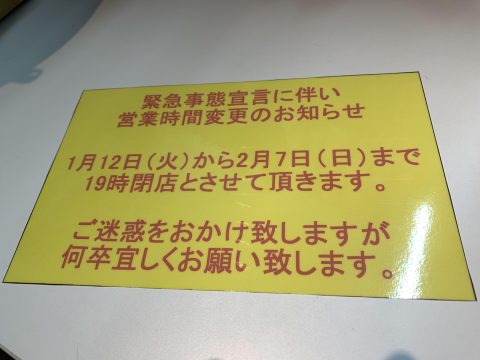 緊急事態宣言に伴い
営業時間変更のお知らせ
1月12日(火)から2月7日(日)まで
19時閉店とさせて頂きます。
ご迷惑をおかけ致しますが
何卒宜しくお願い致します。